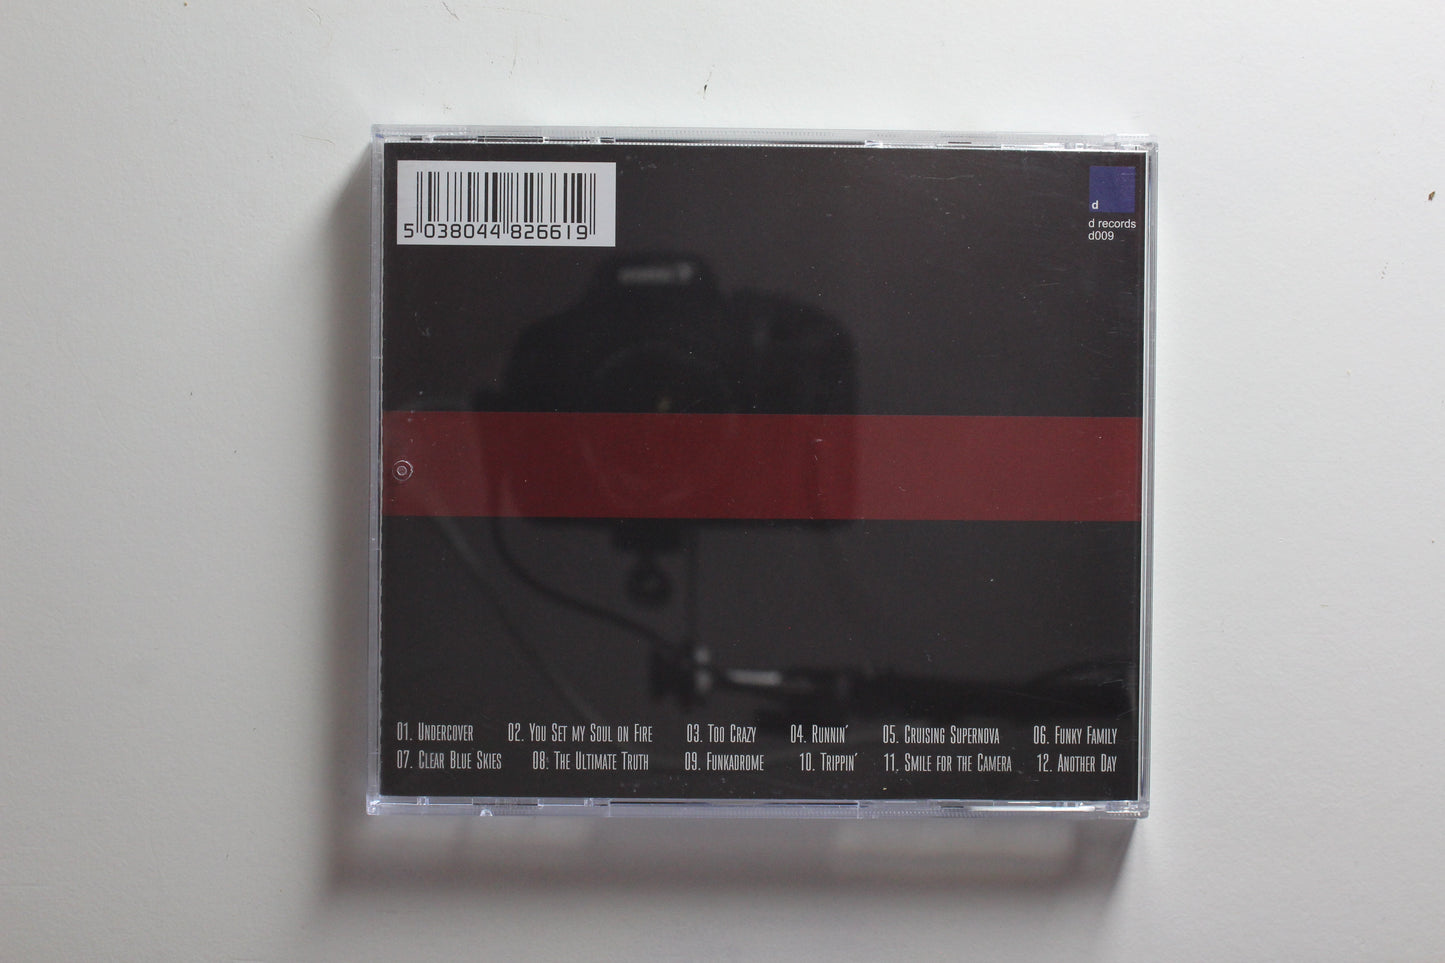 5 038044 826619
d
d records
d009
01. Undercover 02. You Set my Soul on Fire 03. Too Crazy 04. Runnin' 05. Cruising Supernova 06. Funky Family
07. Clear Blue Skies 08. The Ultimate Truth 09. Funkadrome 10. Trippin' 11. Smile for the Camera 12. Another Day